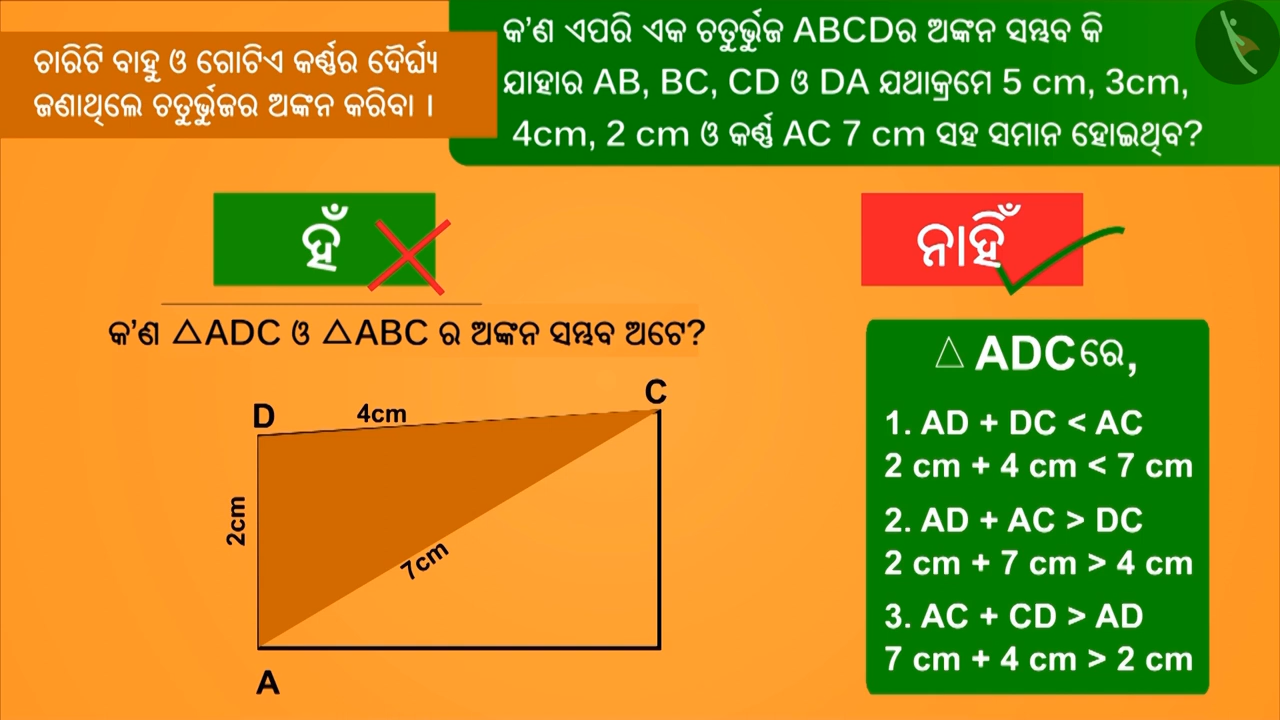 ଚାରିଟି ବାହୁ ଓ ଗୋଟିଏ କର୍ଣ୍ଣର ଦୈର୍ଘ୍ୟ
ଜଣାଥିଲେ ଚତୁର୍ଭୁଜର ଅଙ୍କନ କରିବା ।
କ'ଣ ଏପରି ଏକ ଚତୁର୍ଭୁଜ ABCDର ଅଙ୍କନ ସମ୍ଭବ କି
ଯାହାର AB, BC, CD ଓ DA ଯଥାକ୍ରମେ 5 cm, 3cm,
4cm, 2 cm ଓ କର୍ଣ୍ଣ AC 7 cm ସହ ସମାନ ହୋଇଥିବ?
ହଁ
ନାହିଁ
କ'ଣ △ADC ଓ △ABC ର ଅଙ୍କନ ସମ୍ଭବ ଅଟେ?
D
4cm
C
2cm
7cm
A
△ ADCରେ,
1. AD + DC < AC
2 cm + 4 cm < 7 cm
2. AD + AC > DC
2 cm + 7 cm > 4 cm
3. AC + CD > AD
7 cm + 4 cm > 2 cm